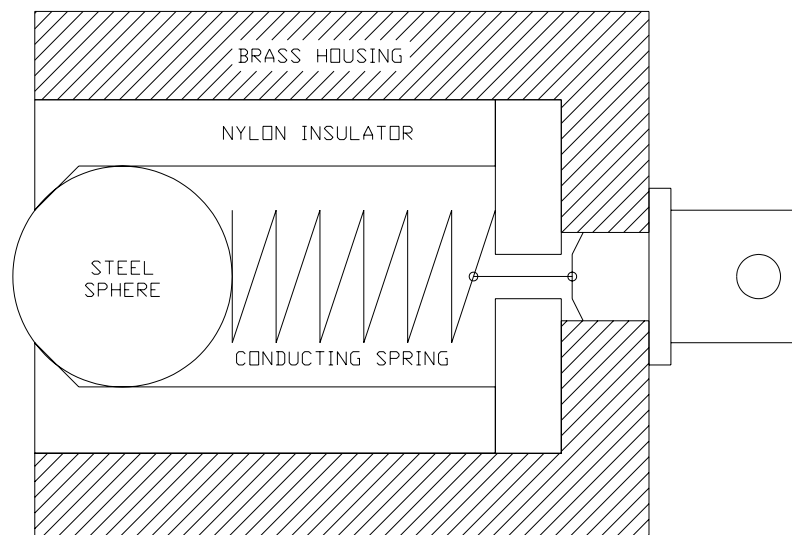 BRASS HOUSING
NYLON INSULATOR
STEEL
SPHERE
CONDUCTING SPRING